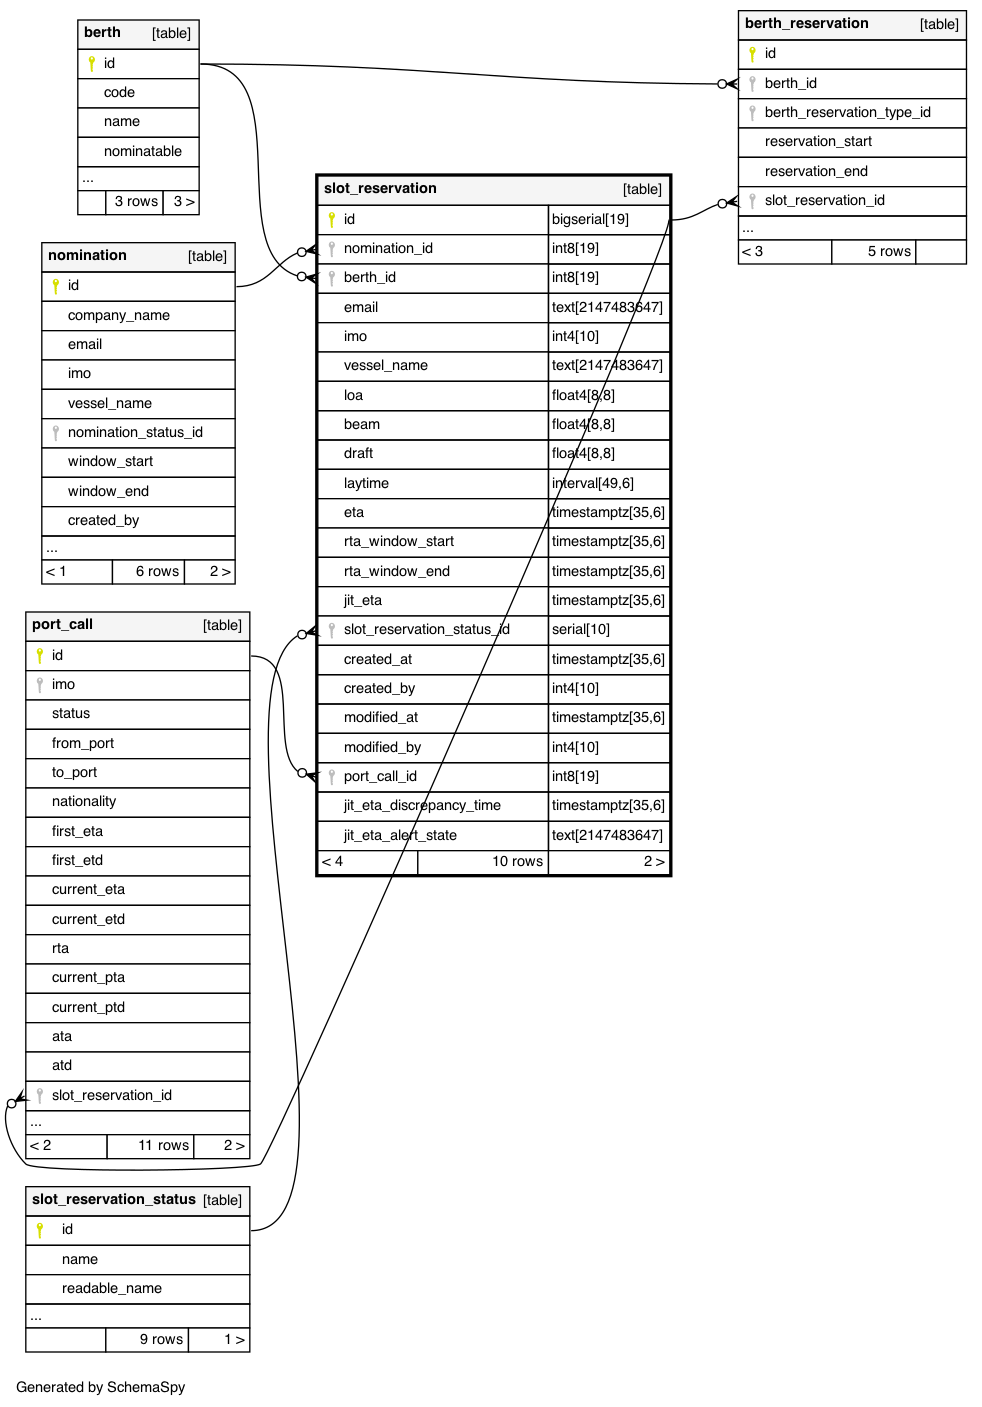 berth [table]
id
code
name
nominatable
...
3 rows 3 >
berth_reservation [table]
id
berth_id
berth_reservation_type_id
reservation_start
reservation_end
slot_reservation_id
...
< 3 5 rows
slot_reservation [table]
id bigserial[19]
nomination_id int8[19]
berth_id int8[19]
email text[2147483647]
imo int4[10]
vessel_name text[2147483647]
loa float4[8,8]
beam float4[8,8]
draft float4[8,8]
laytime interval[49,6]
eta timestamptz[35,6]
rta_window_start timestamptz[35,6]
rta_window_end timestamptz[35,6]
jit_eta timestamptz[35,6]
slot_reservation_status_id serial[10]
created_at timestamptz[35,6]
created_by int4[10]
modified_at timestamptz[35,6]
modified_by int4[10]
port_call_id int8[19]
jit_eta_discrepancy_time timestamptz[35,6]
jit_eta_alert_state text[2147483647]
< 4 10 rows 2 >
nomination [table]
id
company_name
email
imo
vessel_name
nomination_status_id
window_start
window_end
created_by
...
< 1 6 rows 2 >
port_call [table]
id
imo
status
from_port
to_port
nationality
first_eta
first_etd
current_eta
current_etd
rta
current_pta
current_ptd
ata
atd
slot_reservation_id
...
< 2 11 rows 2 >
slot_reservation_status [table]
id
name
readable_name
...
9 rows 1 >
Generated by SchemaSpy